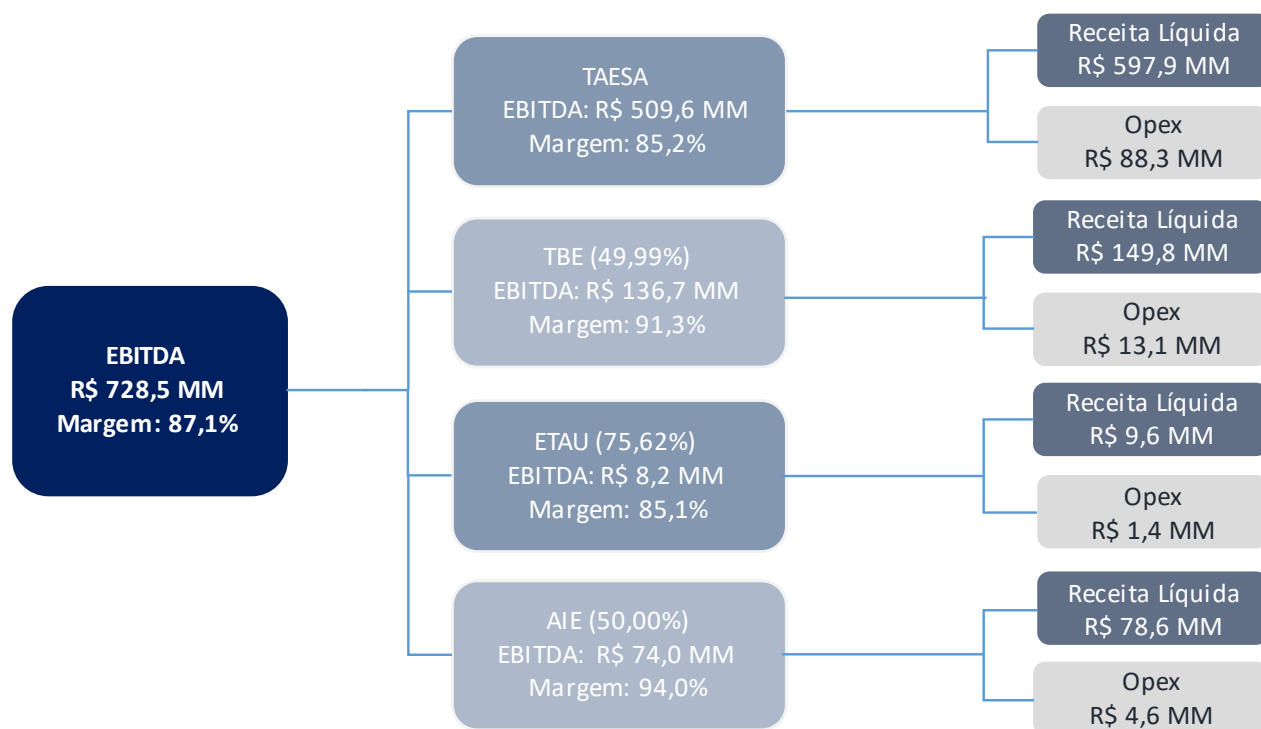 EBITDA
R$ 728,5 MM
Margem: 87,1%
TAESA
EBITDA: R$ 509,6 MM
Margem: 85,2%
Receita Líquida
R$ 597,9 MM
Opex
R$ 88,3 MM
TBE (49,99%)
EBITDA: R$ 136,7 MM
Margem: 91,3%
Receita Líquida
R$ 149,8 MM
Opex
R$ 13,1 MM
ETAU (75,62%)
EBITDA: R$ 8,2 MM
Margem: 85,1%
Receita Líquida
R$ 9,6 MM
Opex
R$ 1,4 MM
AIE (50,00%)
EBITDA: R$ 74,0 MM
Margem: 94,0%
Receita Líquida
R$ 78,6 MM
Opex
R$ 4,6 MM